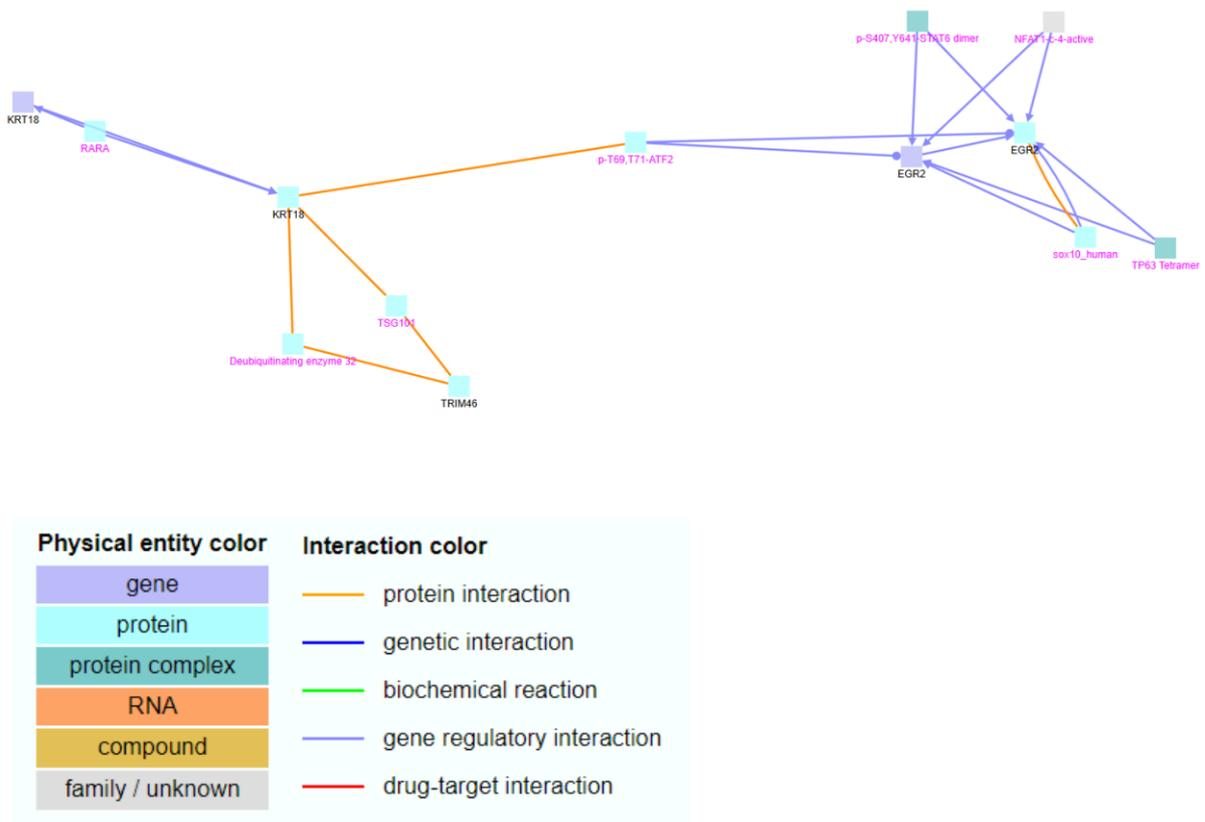 p-S407,Y641-STAT6 dimer
NFAT1-c-4-active
KRT18
RARA
p-T69,T71-ATF2
EGR2
EGR2
KRT18
sox10_human
TP63 Tetramer
TSG101
Deubiquitinating enzyme 32
TRIM46
Physical entity color
gene
protein
protein complex
RNA
compound
family / unknown
Interaction color
protein interaction
genetic interaction
biochemical reaction
gene regulatory interaction
drug-target interaction